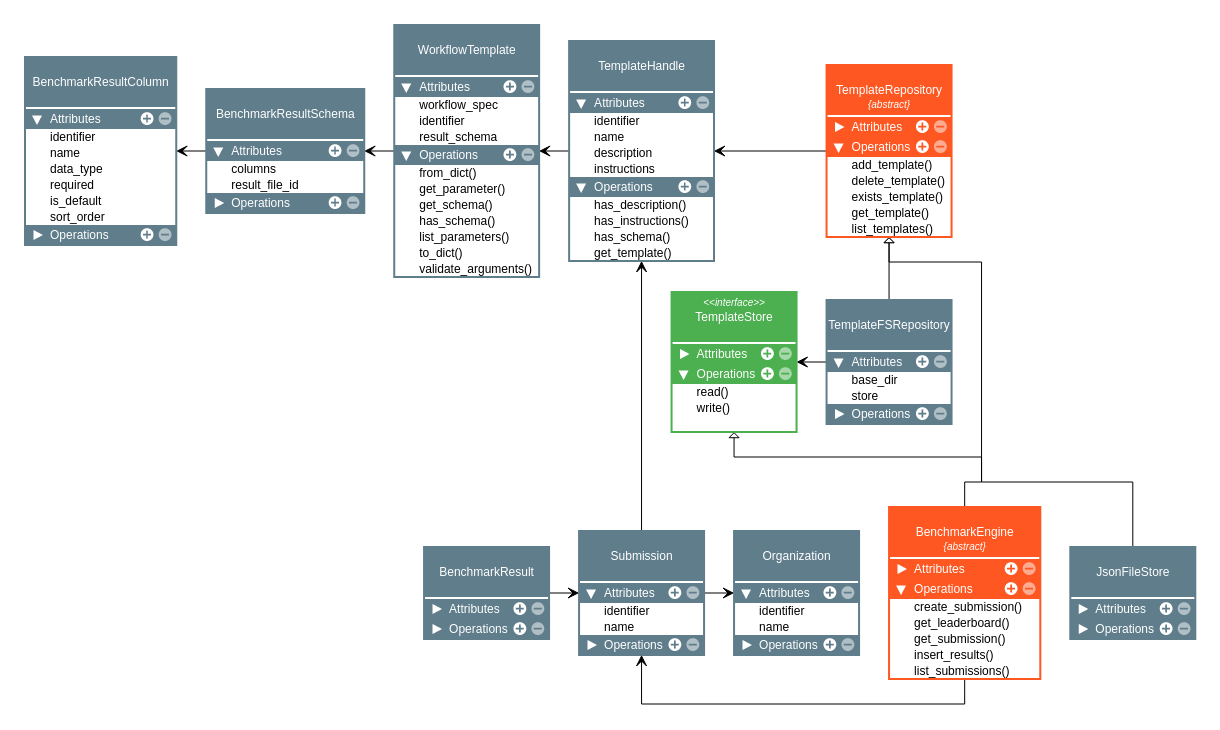 BenchmarkResultColumn
Attributes
identifier
name
data_type
required
is_default
sort_order
Operations
BenchmarkResultSchema
Attributes
columns
result_file_id
Operations
WorkflowTemplate
Attributes
workflow_spec
identifier
result_schema
Operations
from_dict()
get_parameter()
get_schema()
has_schema()
list_parameters()
to_dict()
validate_arguments()
TemplateHandle
Attributes
identifier
name
description
instructions
Operations
has_description()
has_instructions()
has_schema()
get_template()
TemplateRepository
{abstract}
Attributes
Operations
add_template()
delete_template()
exists_template()
get_template()
list_templates()
<<interface>>
TemplateStore
Attributes
Operations
read()
write()
TemplateFSRepository
Attributes
base_dir
store
Operations
BenchmarkResult
Attributes
Operations
Submission
Attributes
identifier
name
Operations
Organization
Attributes
identifier
name
Operations
BenchmarkEngine
{abstract}
Attributes
Operations
create_submission()
get_leaderboard()
get_submission()
insert_results()
list_submissions()
JsonFileStore
Attributes
Operations